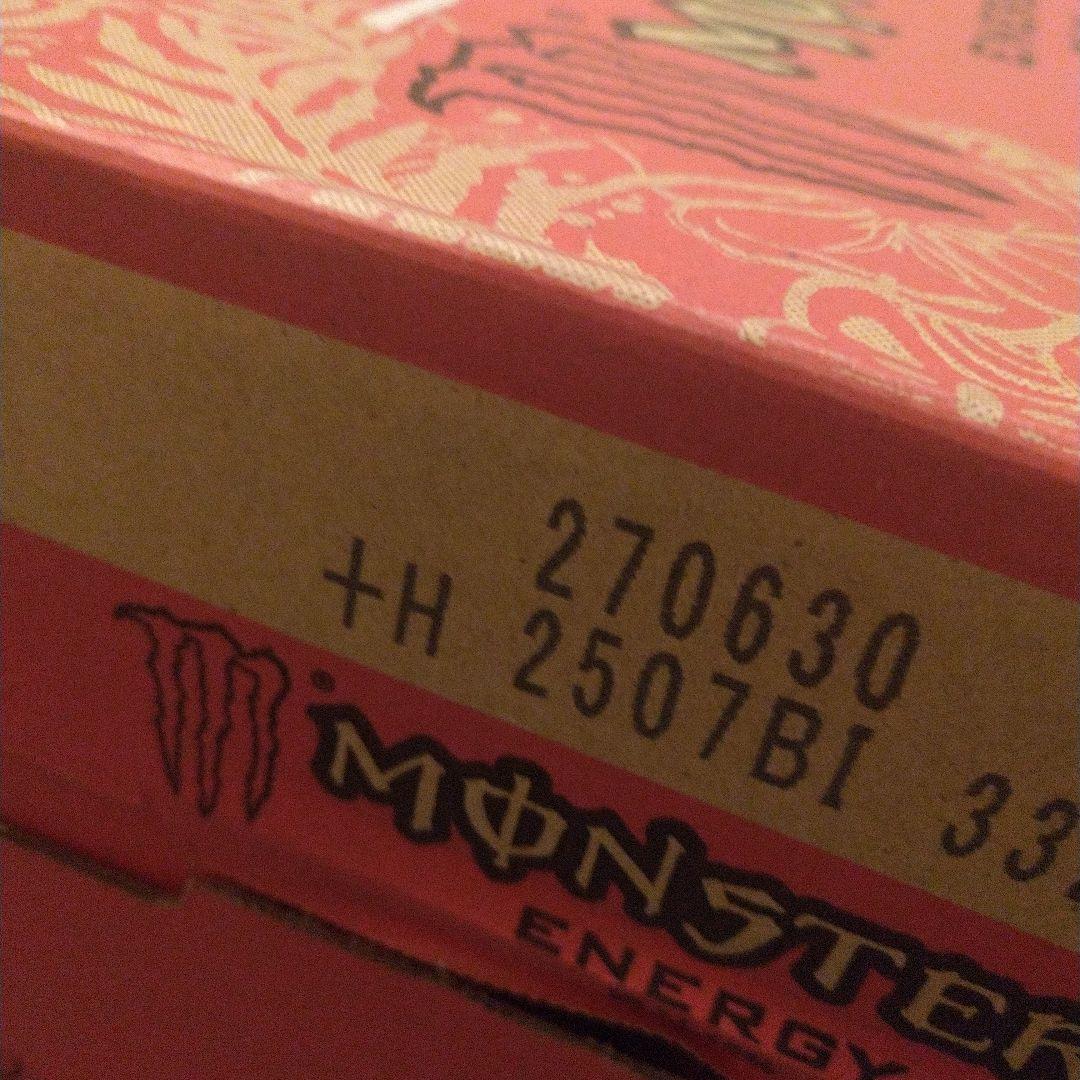 270630
+H 2507BI 33
MONSTER
ENERGY